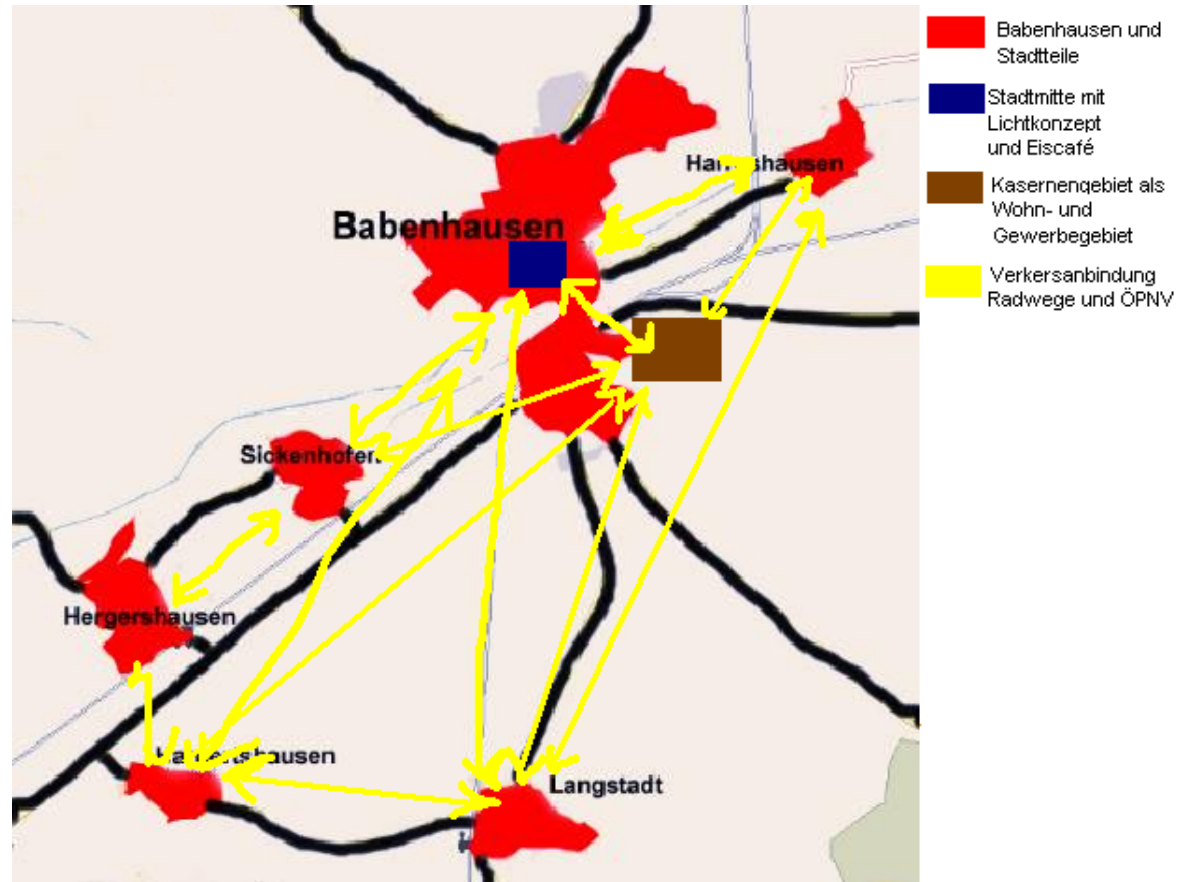 Babenhausen
Sickenhofen
Hergershausen
Langstadt
Babenhausen und
Stadtteile
Stadtmitte mit
Lichtkonzept
und Eiscafé
Kasernengebiet als
Wohn- und
Gewerbegebiet
Verkersanbindung
Radwege und ÖPNV